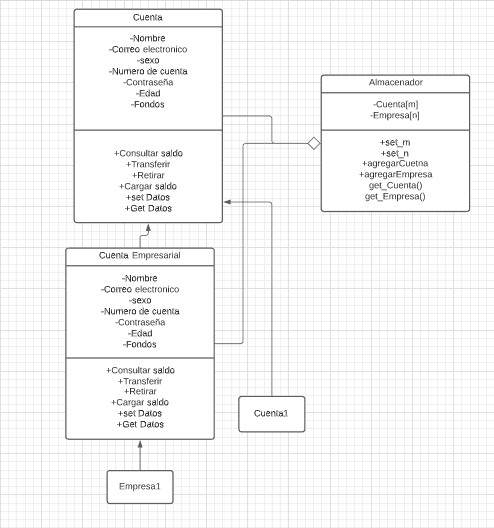 Cuenta
-Nombre
-Correo electronico
-sexo
-Numero de cuenta
-Contraseña
-Edad
-Fondos
+Consultar saldo
+Transferir
+Retirar
+Cargar saldo
+set Datos
+Get Datos
Almacenador
-Cuenta[m]
-Empresa[n]
+set_m
+set_n
+agregarCuetna
+agregarEmpresa
get_Cuenta()
get_Empresa()
Cuenta Empresarial
-Nombre
-Correo electronico
-sexo
-Numero de cuenta
-Contraseña
-Edad
-Fondos
+Consultar saldo
+Transferir
+Retirar
+Cargar saldo
+set Datos
+Get Datos
Cuenta1
Empresa1